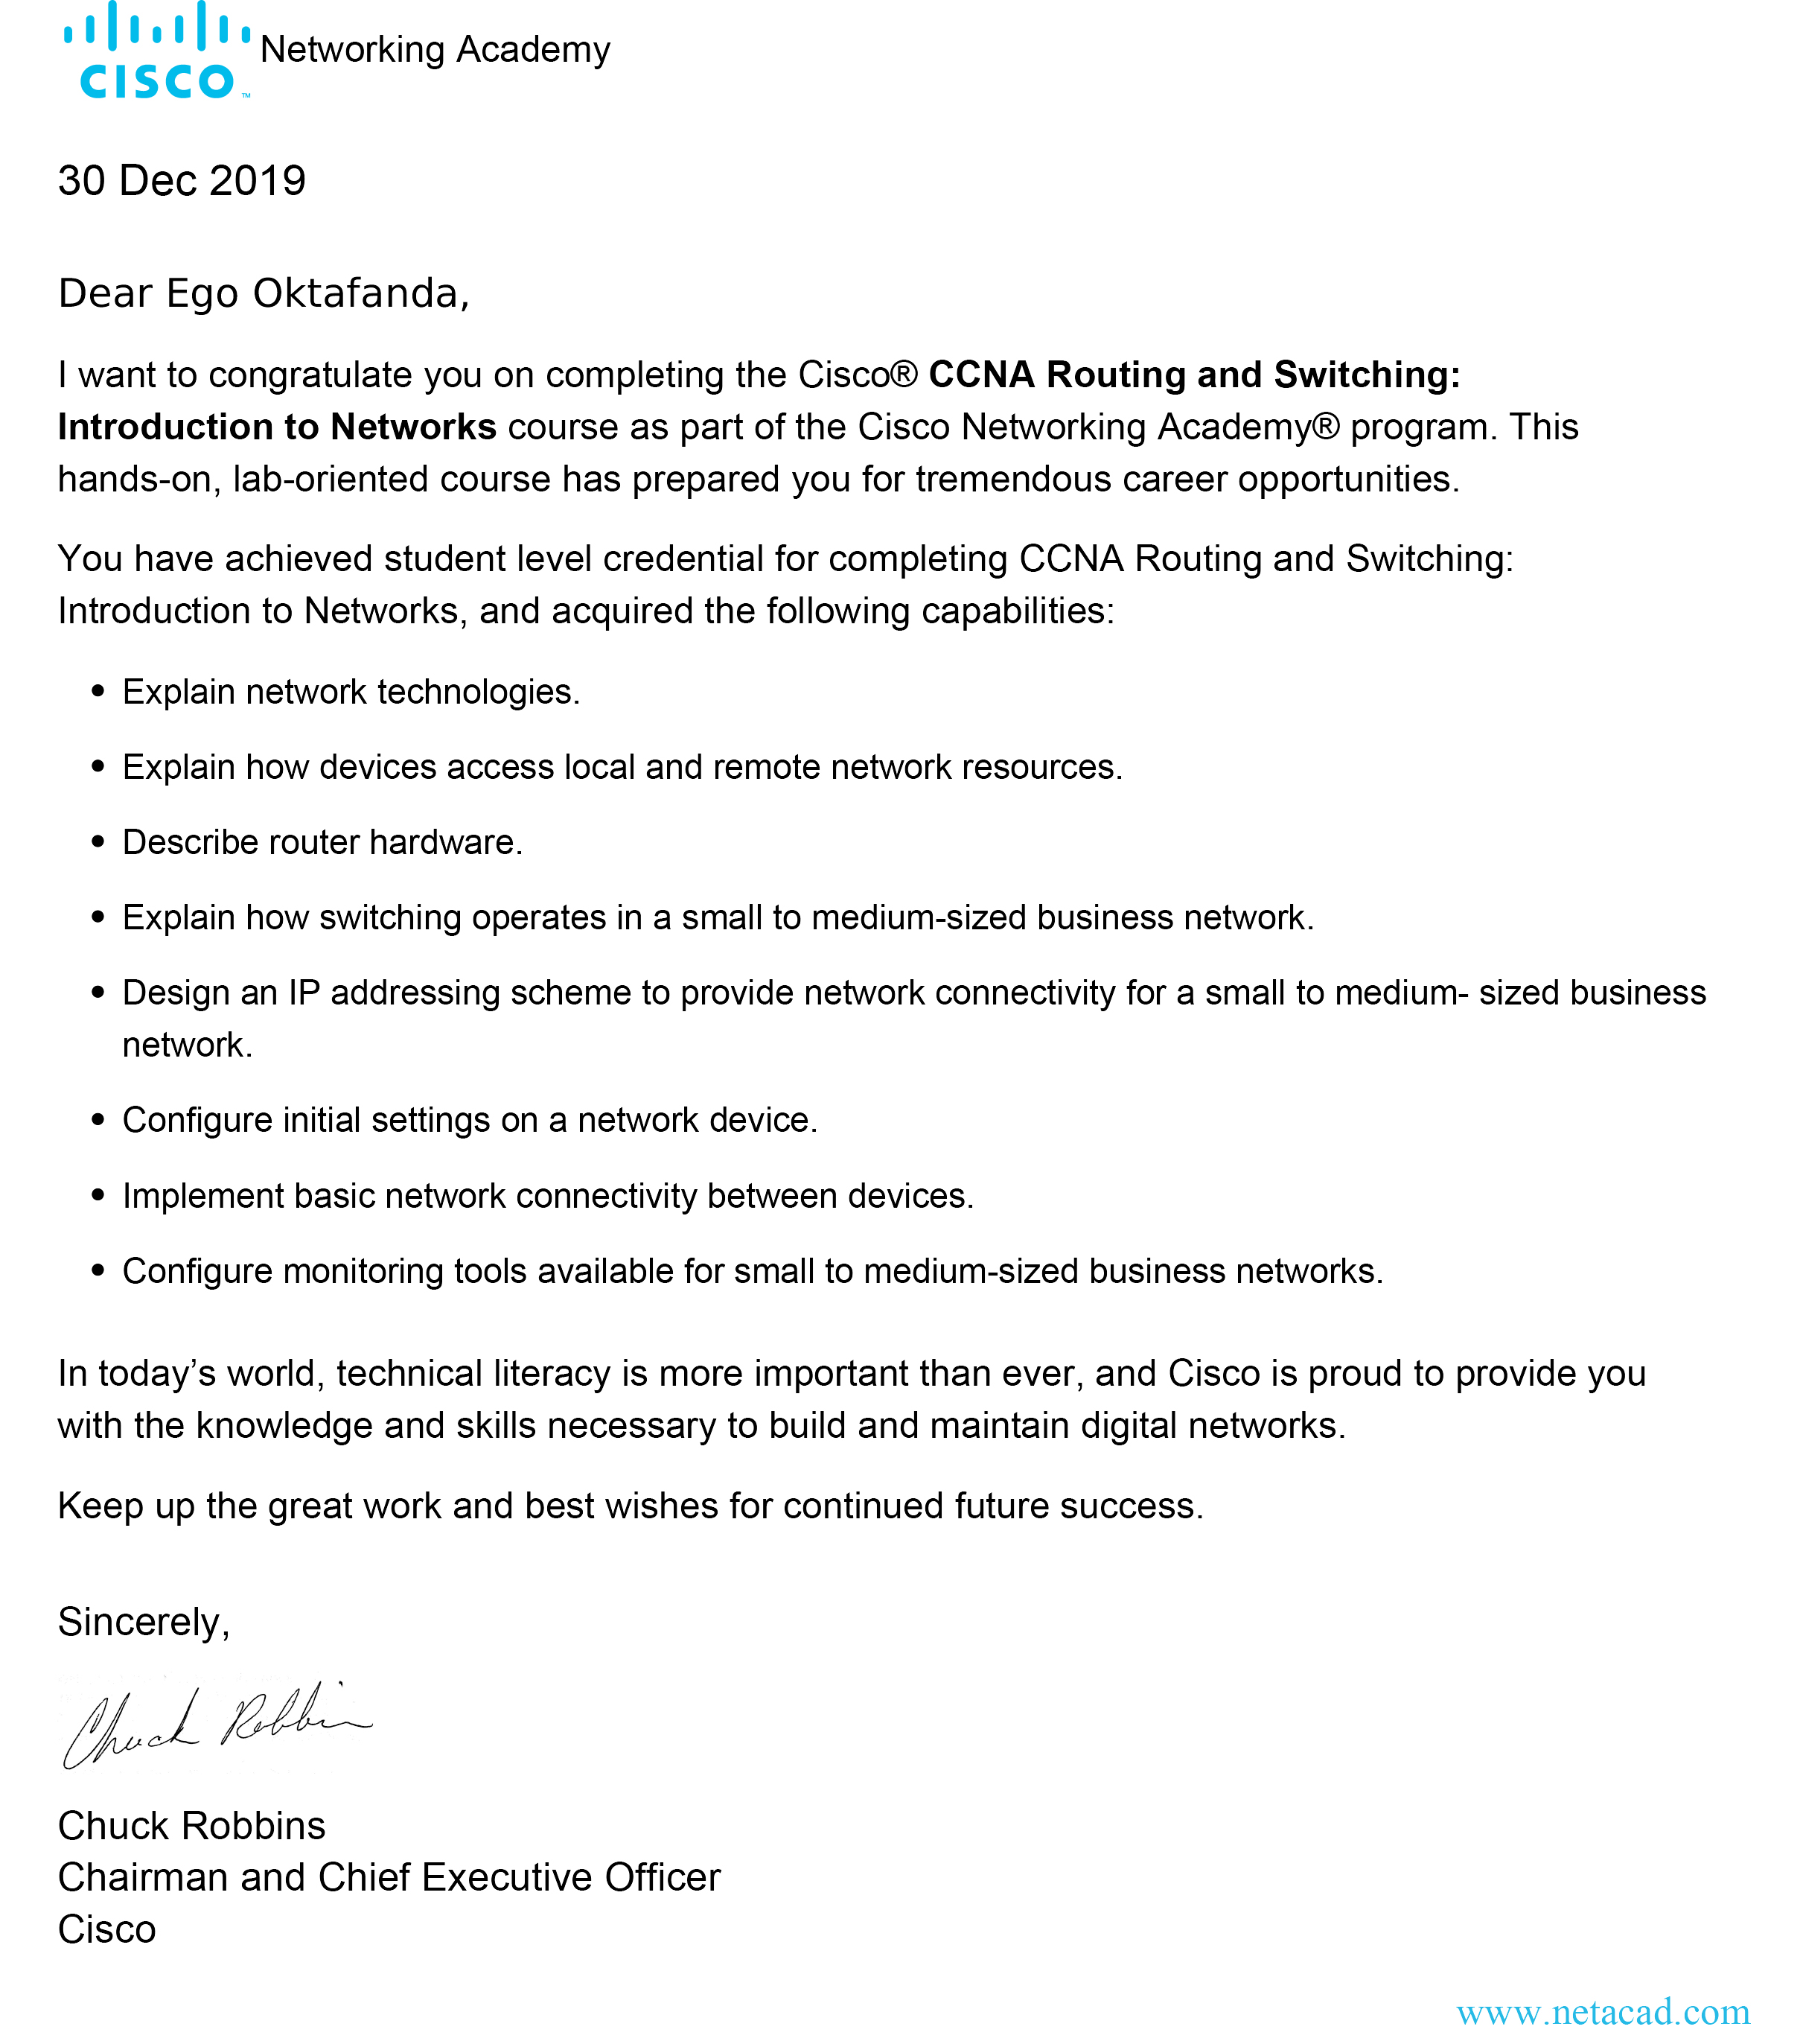 Networking Academy
CISCO™
30 Dec 2019
Dear Ego Oktafanda,
I want to congratulate you on completing the Cisco® CCNA Routing and Switching:
Introduction to Networks course as part of the Cisco Networking Academy® program. This
hands-on, lab-oriented course has prepared you for tremendous career opportunities.
You have achieved student level credential for completing CCNA Routing and Switching:
Introduction to Networks, and acquired the following capabilities:
• Explain network technologies.
• Explain how devices access local and remote network resources.
• Describe router hardware.
• Explain how switching operates in a small to medium-sized business network.
• Design an IP addressing scheme to provide network connectivity for a small to medium- sized business
network.
• Configure initial settings on a network device.
• Implement basic network connectivity between devices.
• Configure monitoring tools available for small to medium-sized business networks.
In today’s world, technical literacy is more important than ever, and Cisco is proud to provide you
with the knowledge and skills necessary to build and maintain digital networks.
Keep up the great work and best wishes for continued future success.
Sincerely,
Chuck Robbins
Chuck Robbins
Chairman and Chief Executive Officer
Cisco
www.netacad.com